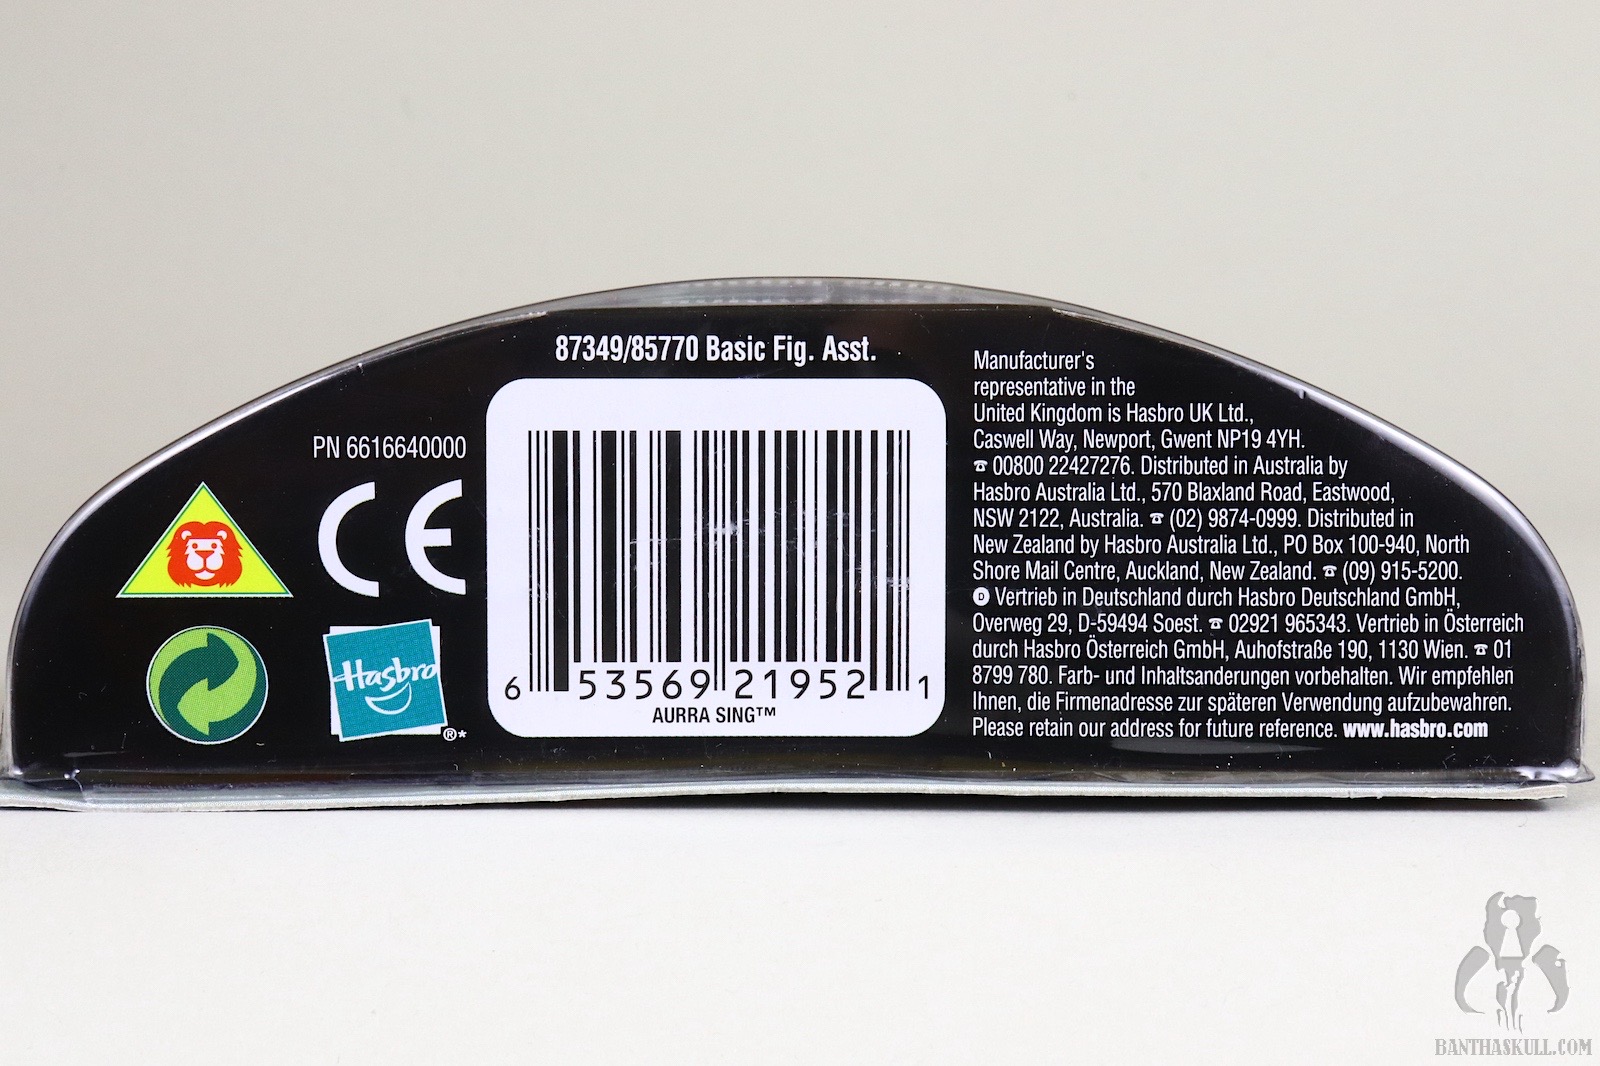 87349/85770 Basic Fig. Asst.
PN 6616640000
CE
Hasbro
®*
6 53569 21952 1
AURRA SING™
Manufacturer's
representative in the
United Kingdom is Hasbro UK Ltd.,
Caswell Way, Newport, Gwent NP19 4YH.
☎ 00800 22427276. Distributed in Australia by
Hasbro Australia Ltd., 570 Blaxland Road, Eastwood,
NSW 2122, Australia. ☎ (02) 9874-0999. Distributed in
New Zealand by Hasbro Australia Ltd., PO Box 100-940, North
Shore Mail Centre, Auckland, New Zealand. ☎ (09) 915-5200.
D Vertrieb in Deutschland durch Hasbro Deutschland GmbH,
Overweg 29, D-59494 Soest. ☎ 02921 965343. Vertrieb in Österreich
durch Hasbro Österreich GmbH, Auhofstraße 190, 1130 Wien. ☎ 01
8799 780. Farb- und Inhaltsanderungen vorbehalten. Wir empfehlen
Ihnen, die Firmenadresse zur späteren Verwendung aufzubewahren.
Please retain our address for future reference. www.hasbro.com
BANTHASKULL.COM